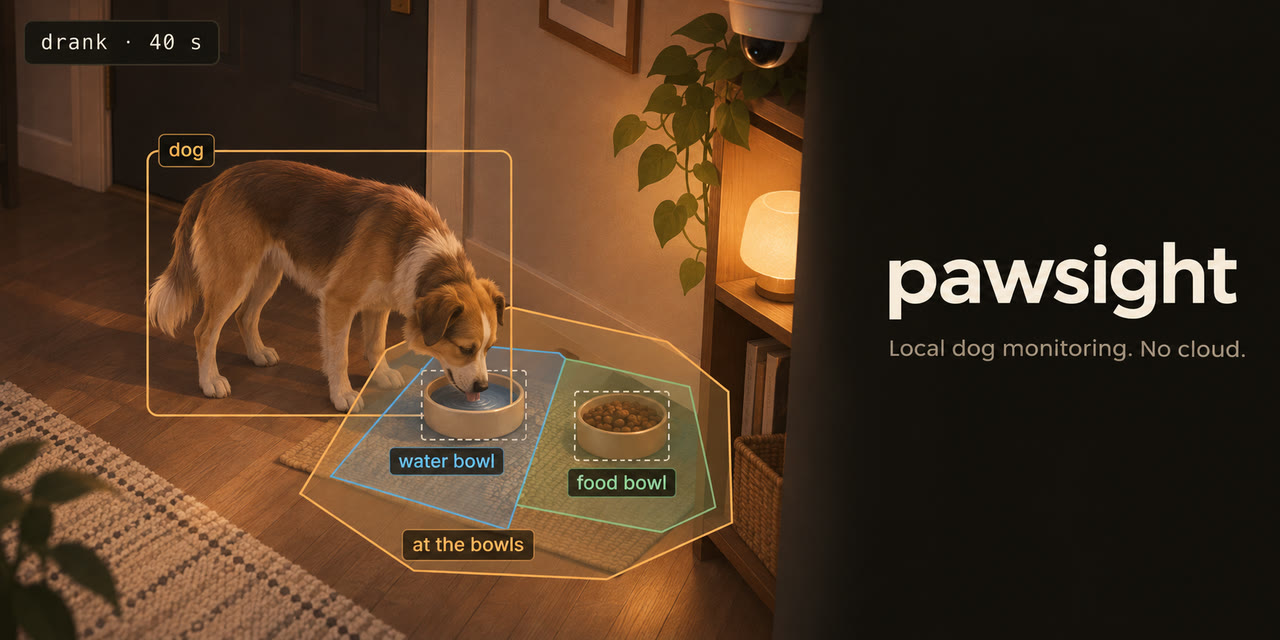 drank · 40 s
dog
water bowl
food bowl
at the bowls
pawsight
Local dog monitoring. No cloud.